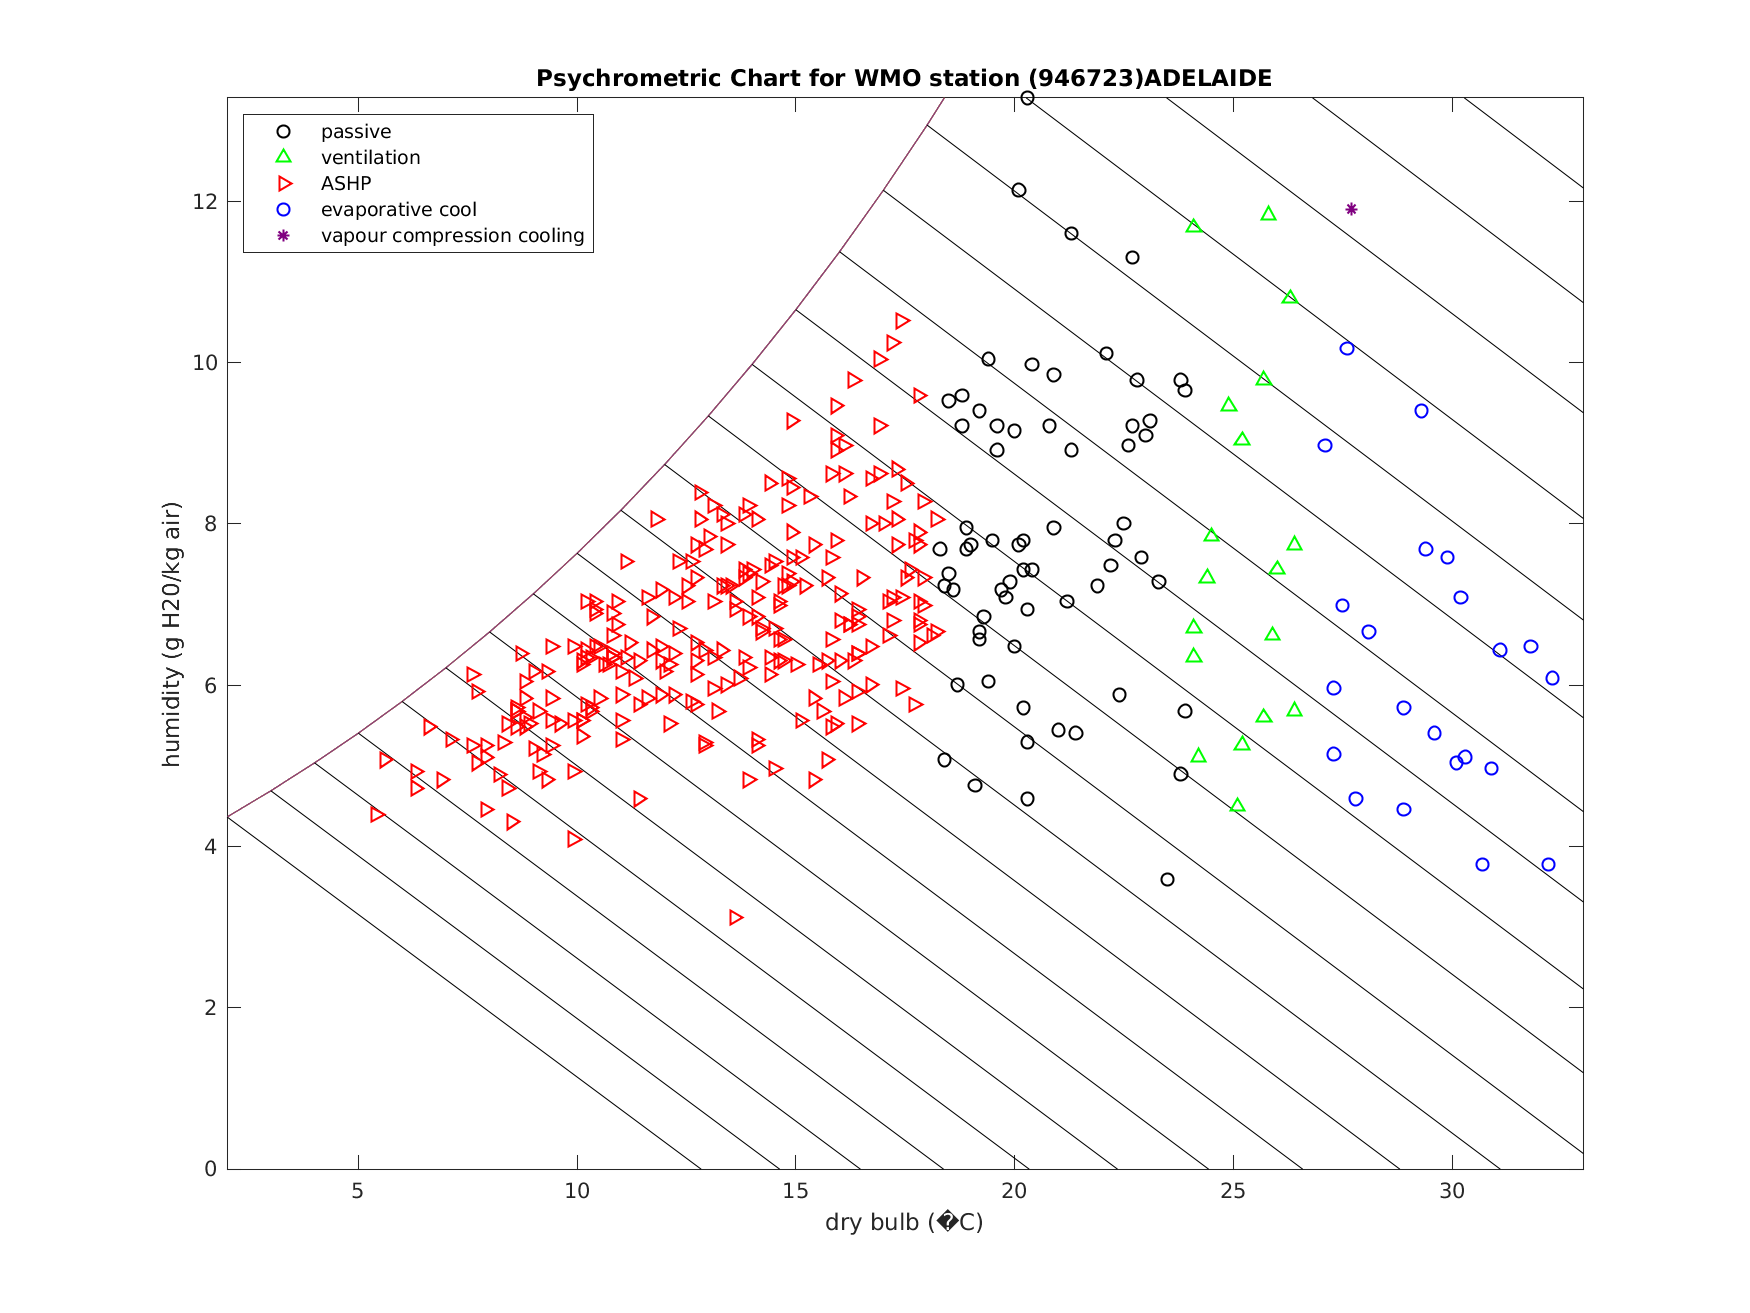 Psychrometric Chart for WMO station (946723)ADELAIDE
passive
ventilation
ASHP
evaporative cool
vapour compression cooling
humidity (g H20/kg air)
12
10
8
6
4
2
0
5 10 15 20 25 30
dry bulb (�C)